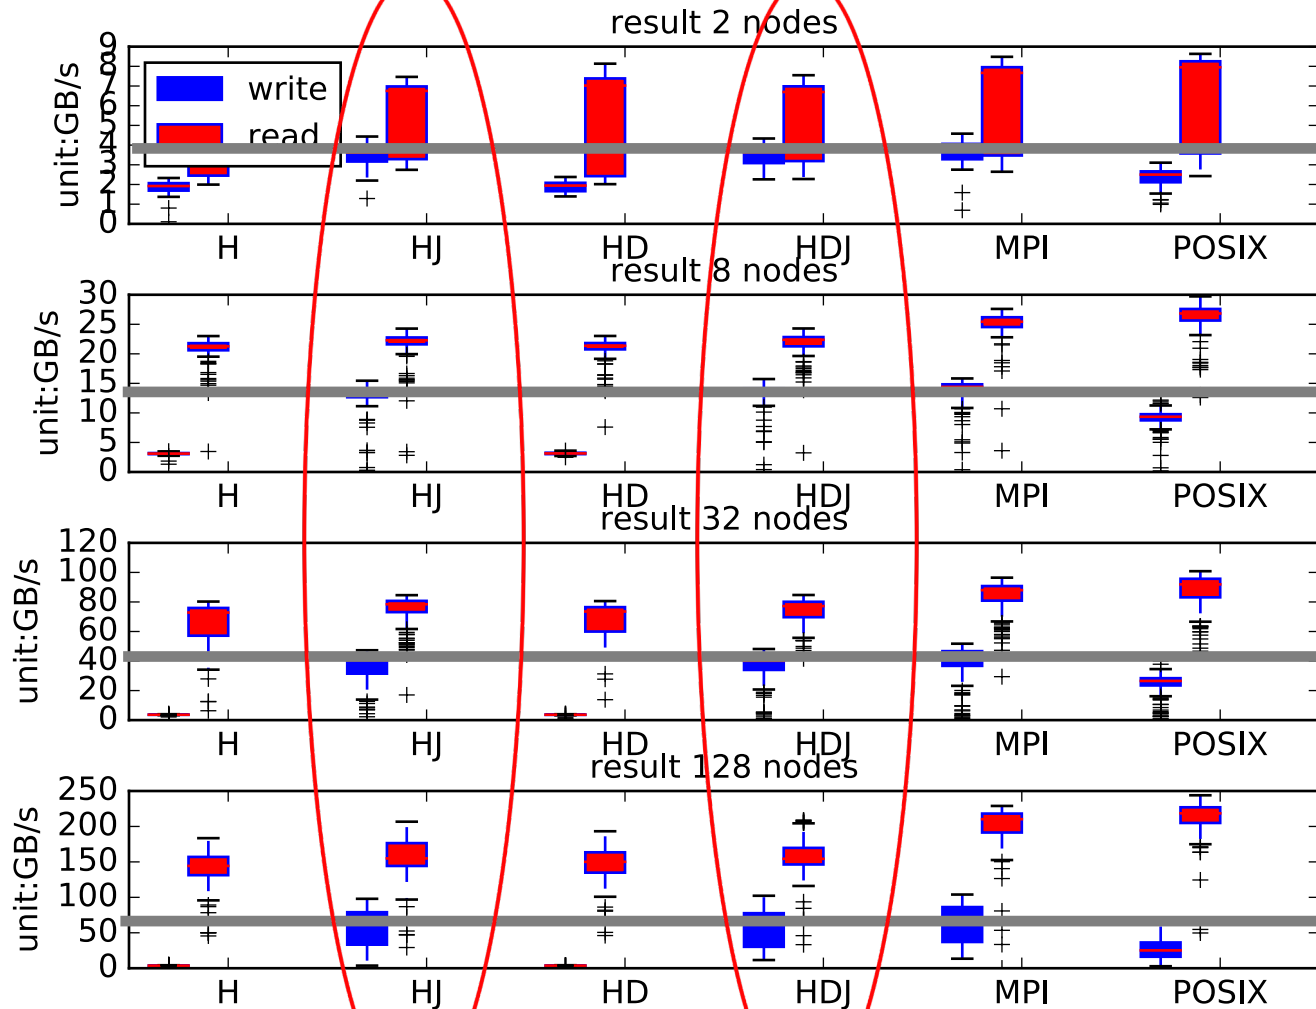 result 2 nodes
9
8
7
6
5
4
3
2
1
0
unit:GB/s
write
read
H HJ HD HDJ MPI POSIX
result 8 nodes
30
25
20
15
10
5
0
unit:GB/s
H HJ HD HDJ MPI POSIX
result 32 nodes
120
100
80
60
40
20
0
unit:GB/s
H HJ HD HDJ MPI POSIX
result 128 nodes
250
200
150
100
50
0
unit:GB/s
H HJ HD HDJ MPI POSIX